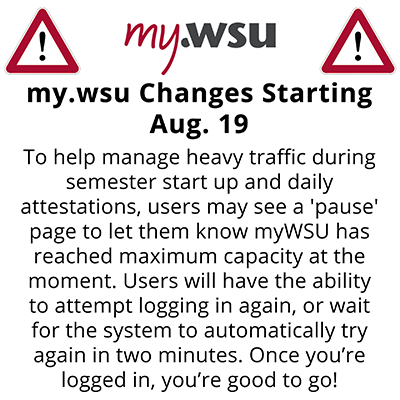 !
my.wsu
!
my.wsu Changes Starting
Aug. 19
To help manage heavy traffic during
semester start up and daily
attestations, users may see a 'pause'
page to let them know myWSU has
reached maximum capacity at the
moment. Users will have the ability
to attempt logging in again, or wait
for the system to automatically try
again in two minutes. Once you’re
logged in, you’re good to go!